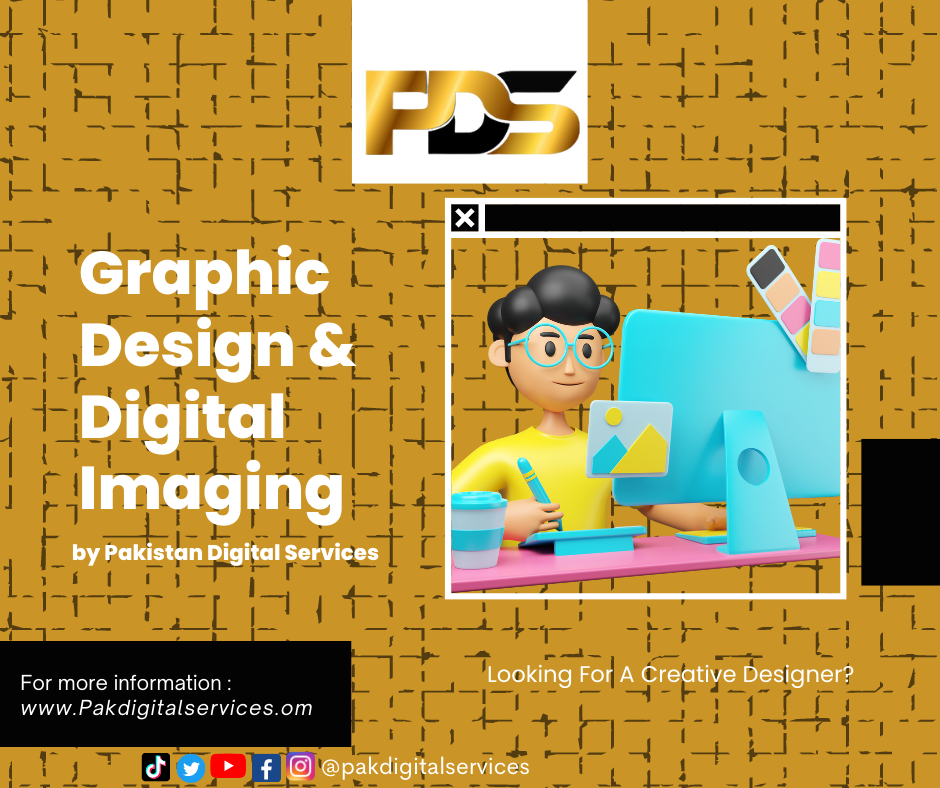 PDS
Graphic
Design &
Digital
Imaging
by Pakistan Digital Services
For more information :
www.Pakdigitalservices.om
Looking For A Creative Designer?
@pakdigitalservices